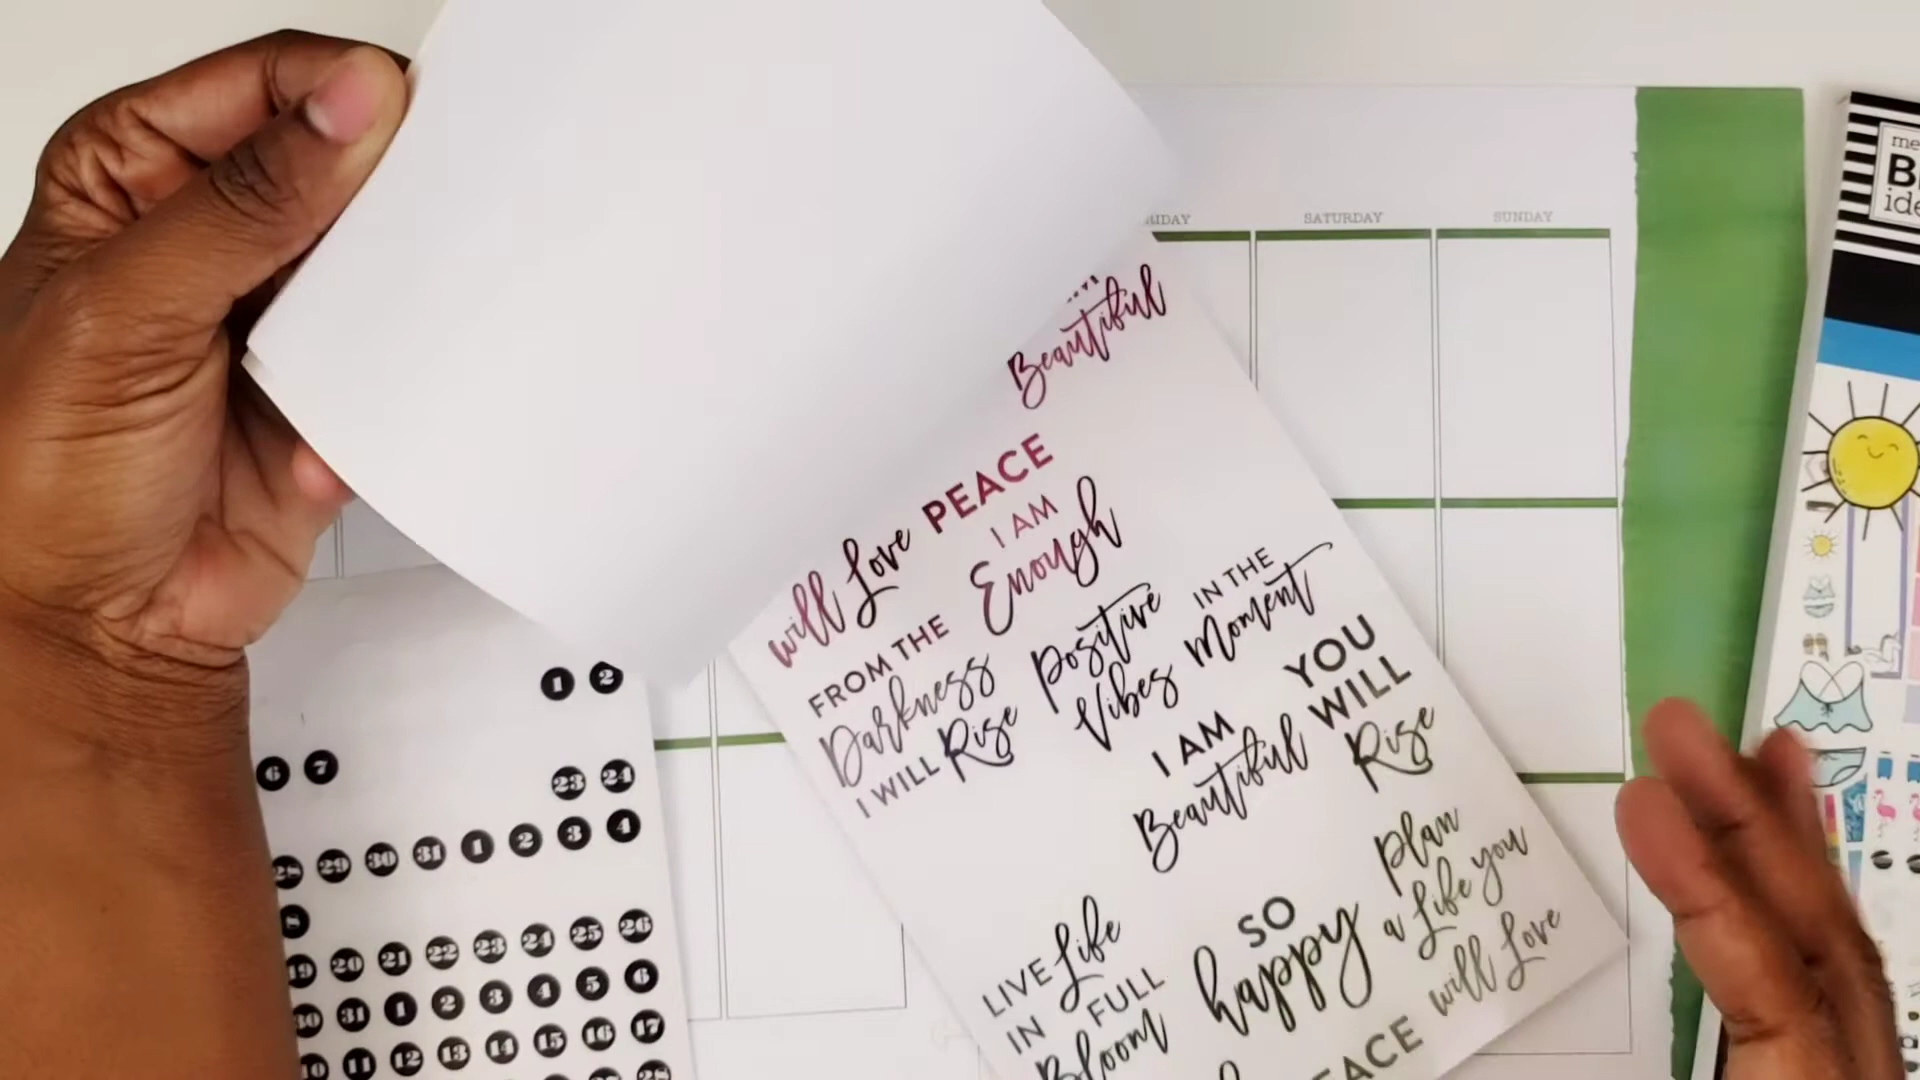 SATURDAY
SUNDAY
Beautiful
will Love PEACE
I AM
Enough
FROM THE
Darkness
I WILL Rise
Positive
Vibes
IN THE
Moment
I AM
Beautiful
YOU
WILL
Rise
LIVE Life
IN FULL
Bloom
SO
happy
Plan
a Life you
will Love
1 2
6 7
23 24
29 30 31 1 2 3 4
8
19 20 21 22 23 24 25 26
30 31 1 2 3 4 5 6
10 11 12 13 14 15 16 17